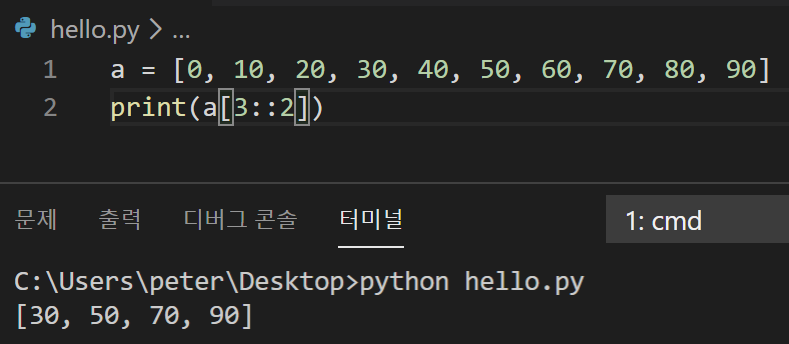 hello.py > ...
1 a = [0, 10, 20, 30, 40, 50, 60, 70, 80, 90]
2 print(a[3::2])
문제 출력 디버그 콘솔 터미널 1: cmd
C:\Users\peter\Desktop>python hello.py
[30, 50, 70, 90]